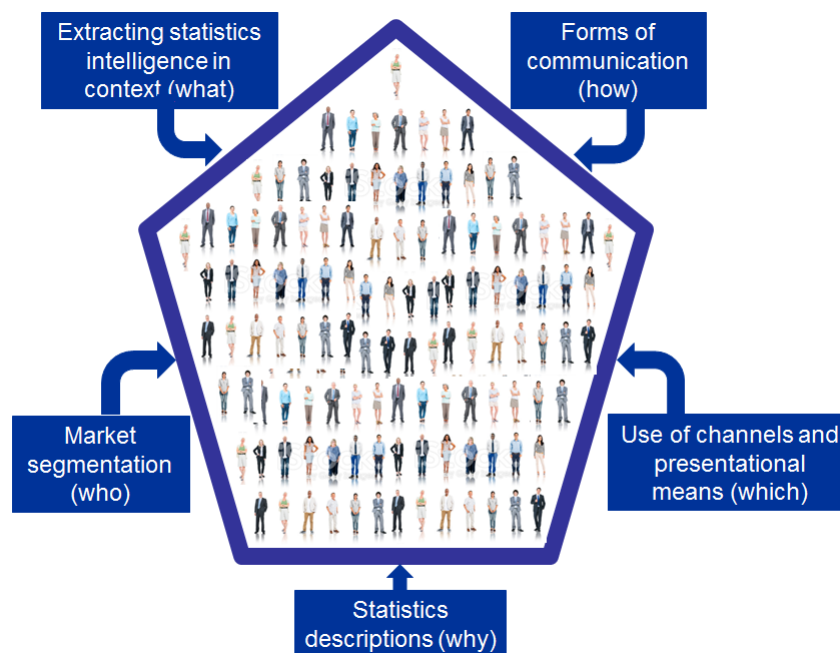 Extracting statistics
intelligence in
context (what)
Forms of
communication
(how)
Market
segmentation
(who)
Use of channels and
presentational
means (which)
Statistics
descriptions (why)